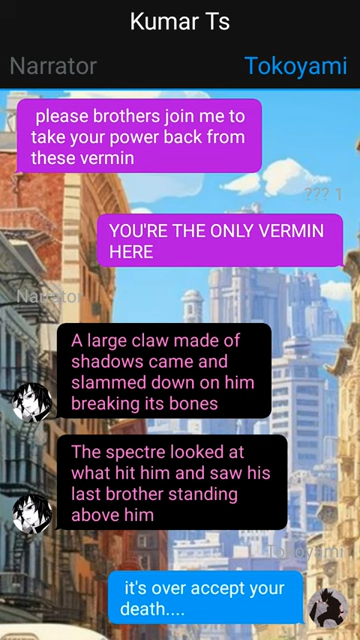 Kumar Ts
Narrator
Tokoyami
please brothers join me to
take your power back from
these vermin
??? 1
YOU'RE THE ONLY VERMIN
HERE
Narrator
A large claw made of
shadows came and
slammed down on him
breaking its bones
The spectre looked at
what hit him and saw his
last brother standing
above him
Tokoyami
it's over accept your
death....